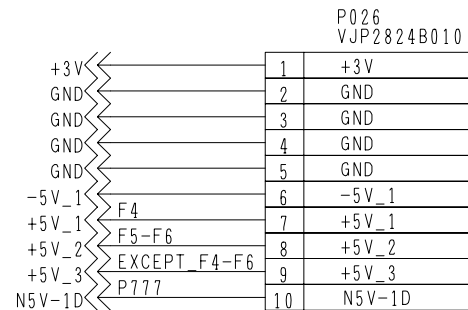 P026
VJP2824B010
+3V 1 +3V
GND 2 GND
GND 3 GND
GND 4 GND
GND 5 GND
-5V_1 6 -5V_1
+5V_1 F4 7 +5V_1
+5V_2 F5-F6 8 +5V_2
+5V_3 EXCEPT_F4-F6 9 +5V_3
N5V-1D P777 10 N5V-1D